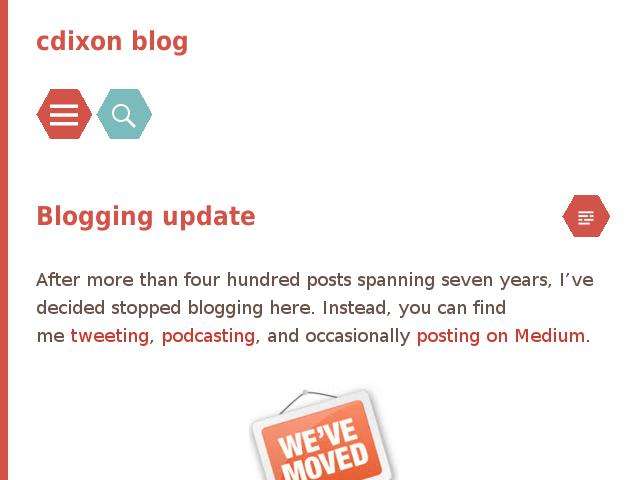 cdixon blog
Blogging update
After more than four hundred posts spanning seven years, I’ve
decided stopped blogging here. Instead, you can find
me tweeting, podcasting, and occasionally posting on Medium.
WE'VE
MOVED